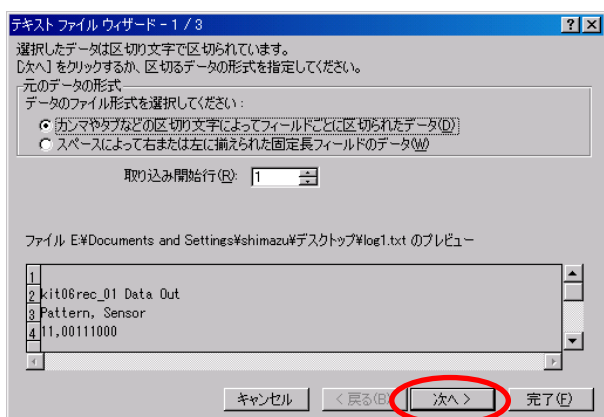 テキスト ファイル ウィザード - 1 / 3
選択したデータは区切り文字で区切られています。
[次へ] をクリックするか、区切るデータの形式を指定してください。
元のデータの形式
データのファイル形式を選択してください :
カンマやタブなどの区切り文字によってフィールドごとに区切られたデータ(D)
スペースによって右または左に揃えられた固定長フィールドのデータ(W)
取り込み開始行(R): 1
ファイル E:¥Documents and Settings¥shimazu¥デスクトップ¥log1.txt のプレビュー
1
2 kit06rec_01 Data Out
3 Pattern, Sensor
4 11,00111000
キャンセル < 戻る(B) 次へ > 完了(F)